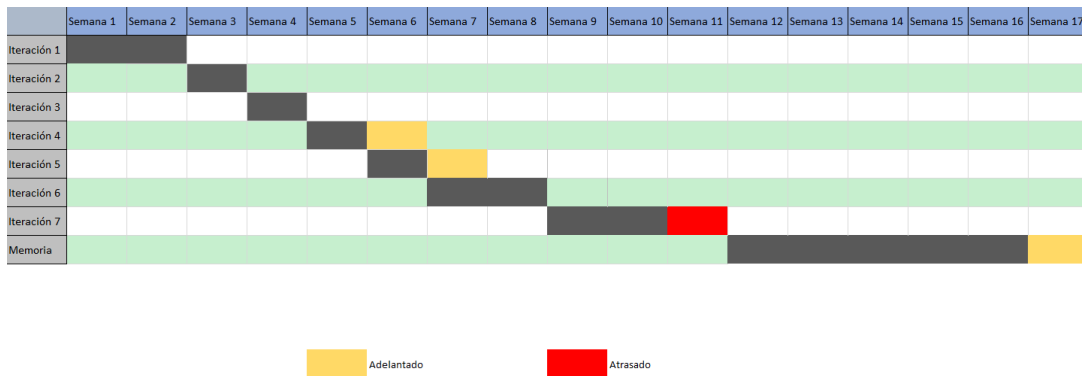 Semana 1 Semana 2 Semana 3 Semana 4 Semana 5 Semana 6 Semana 7 Semana 8 Semana 9 Semana 10 Semana 11 Semana 12 Semana 13 Semana 14 Semana 15 Semana 16 Semana 17
Iteración 1
Iteración 2
Iteración 3
Iteración 4
Iteración 5
Iteración 6
Iteración 7
Memoria
Adelantado Atrasado